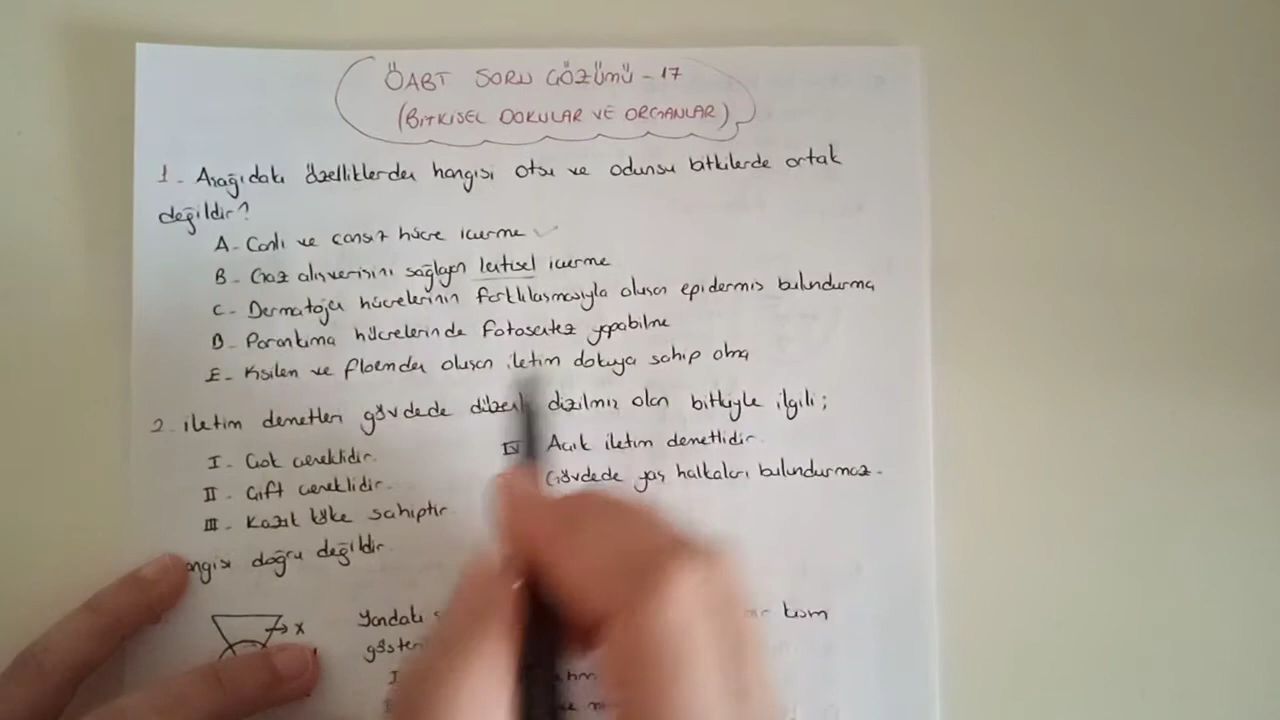 ÖABT SORU ÇÖZÜMÜ - 17
(BİTKİSEL DOKULAR VE ORGANLAR)
1 - Aşağıdaki özelliklerden hangisi otsu ve odunsu bitkilerde ortak
değildir?
A - Canlı ve cansız hücre içerme
B - Gaz alışverişini sağlayan lentisel içerme
C - Dermatojen hücrelerinin farklılaşmasıyla oluşan epidermis bulundurma
D - Parankima hücrelerinde fotosentez yapabilme
E - Ksilem ve floemden oluşan iletim dokuya sahip olma
2. iletim demetleri gövdede düzenli dizilmiş olan bitkiyle ilgili;
I - Çok çeneklidir.
IV Açık iletim demetlidir.
II - Çift çeneklidir.
Gövdede yaş halkaları bulundurmaz.
III - Kazık köke sahiptir
doğru değildir.
Yandaki
kısım
X
I